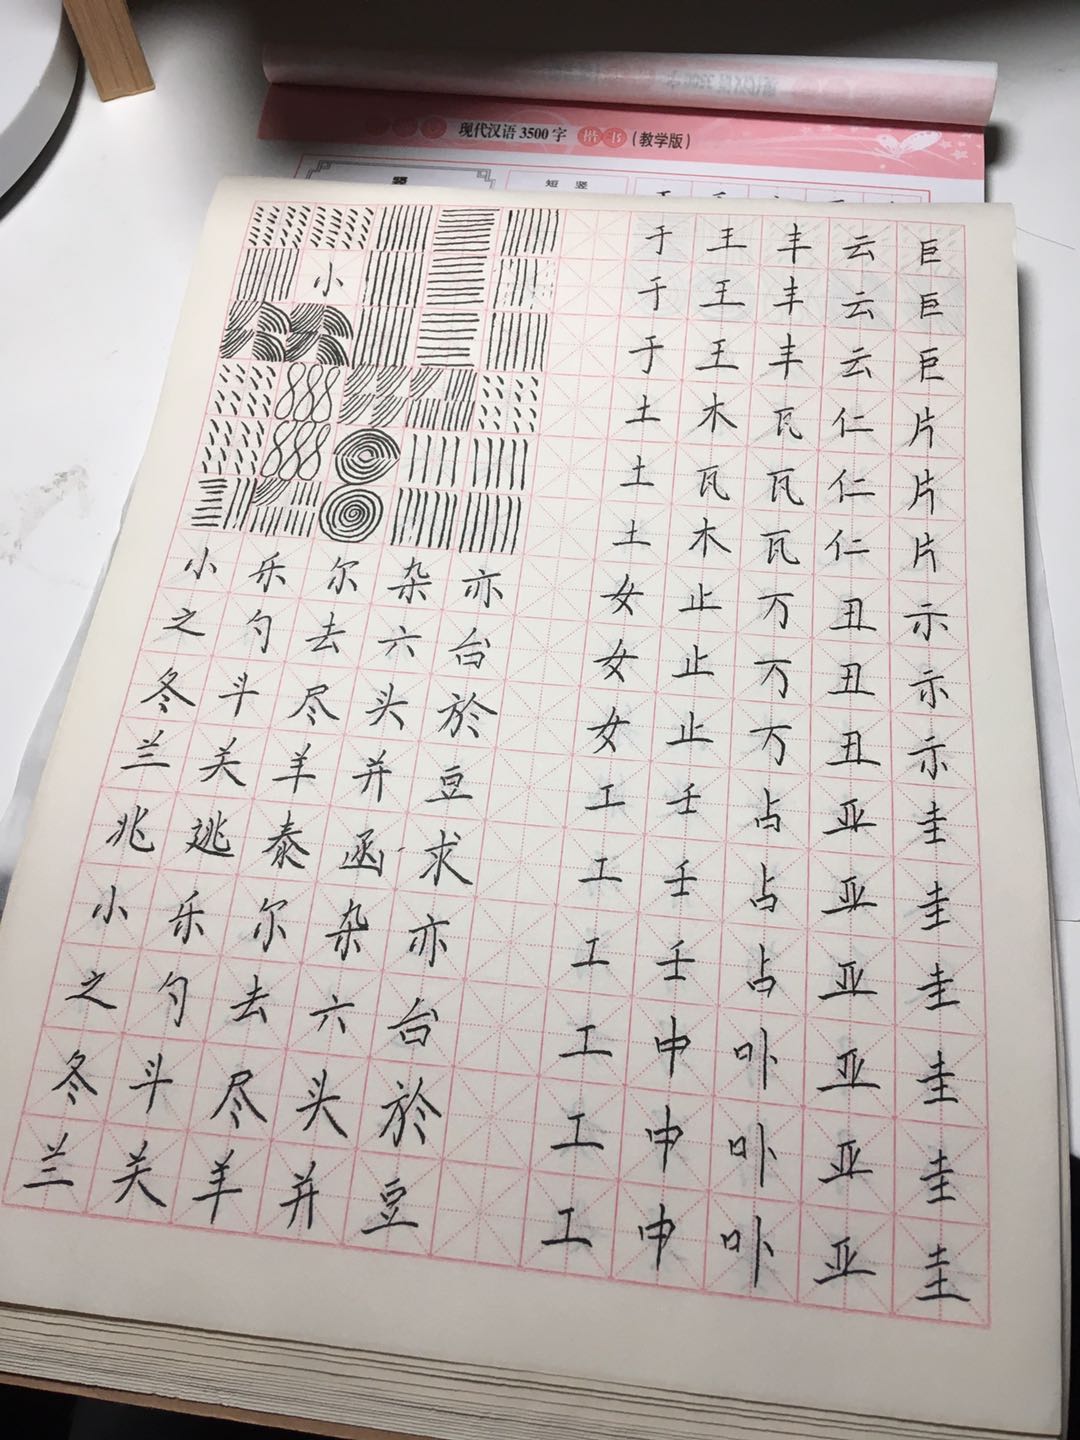 现代汉语3500字 楷书 (教学版)
竖 短竖
于 王 丰 云 巨
小 于 王 丰 云 巨
于 王 丰 云 巨
土 木 瓦 仁 片
土 瓦 瓦 仁 片
土 木 瓦 仁 片
小 乐 尔 杂 亦 女 止 万 丑 示
之 勺 去 六 台 女 止 万 丑 示
冬 斗 尽 头 於 女 止 万 丑 示
兰 关 羊 并 豆 工 壬 占 亚 圭
兆 逃 泰 函 求 工 壬 占 亚 圭
小 乐 尔 杂 亦 工 壬 占 亚 圭
之 勺 去 六 台 工 申 卟 亚 圭
冬 斗 尽 头 於 工 申 卟 亚 圭
兰 关 羊 并 豆 工 申 卟 亚 圭